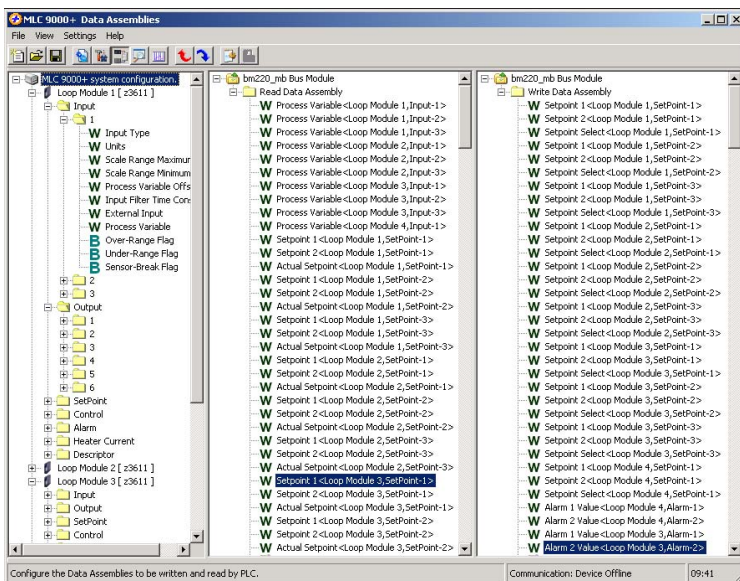 MLC 9000+ Data Assemblies
File View Settings Help
MLC 9000+ system configuration.
Loop Module 1 [ z3611 ]
Input
1
W Input Type
W Units
W Scale Range Maximur
W Scale Range Minimum
W Process Variable Offs
W Input Filter Time Cons
W External Input
W Process Variable
B Over-Range Flag
B Under-Range Flag
B Sensor-Break Flag
2
3
Output
1
2
3
4
5
6
SetPoint
Control
Alarm
Heater Current
Descriptor
Loop Module 2 [ z3611 ]
Loop Module 3 [ z3611 ]
Input
Output
SetPoint
Control
bm220_mb Bus Module
Read Data Assembly
W Process Variable<Loop Module 1,Input-1>
W Process Variable<Loop Module 1,Input-2>
W Process Variable<Loop Module 1,Input-3>
W Process Variable<Loop Module 2,Input-1>
W Process Variable<Loop Module 2,Input-2>
W Process Variable<Loop Module 2,Input-3>
W Process Variable<Loop Module 3,Input-1>
W Process Variable<Loop Module 3,Input-2>
W Process Variable<Loop Module 3,Input-3>
W Process Variable<Loop Module 4,Input-1>
W Setpoint 1<Loop Module 1,SetPoint-1>
W Setpoint 2<Loop Module 1,SetPoint-1>
W Actual Setpoint<Loop Module 1,SetPoint-1>
W Setpoint 1<Loop Module 1,SetPoint-2>
W Setpoint 2<Loop Module 1,SetPoint-2>
W Actual Setpoint<Loop Module 1,SetPoint-2>
W Setpoint 1<Loop Module 1,SetPoint-3>
W Setpoint 2<Loop Module 1,SetPoint-3>
W Actual Setpoint<Loop Module 1,SetPoint-3>
W Setpoint 1<Loop Module 2,SetPoint-1>
W Setpoint 2<Loop Module 2,SetPoint-1>
W Actual Setpoint<Loop Module 2,SetPoint-1>
W Setpoint 1<Loop Module 2,SetPoint-2>
W Setpoint 2<Loop Module 2,SetPoint-2>
W Actual Setpoint<Loop Module 2,SetPoint-2>
W Setpoint 1<Loop Module 2,SetPoint-3>
W Setpoint 2<Loop Module 2,SetPoint-3>
W Actual Setpoint<Loop Module 2,SetPoint-3>
W Setpoint 1<Loop Module 3,SetPoint-1>
W Setpoint 2<Loop Module 3,SetPoint-1>
W Actual Setpoint<Loop Module 3,SetPoint-1>
W Setpoint 1<Loop Module 3,SetPoint-2>
W Setpoint 2<Loop Module 3,SetPoint-2>
W Actual Setpoint<Loop Module 3,SetPoint-2>
bm220_mb Bus Module
Write Data Assembly
W Setpoint 1<Loop Module 1,SetPoint-1>
W Setpoint 2<Loop Module 1,SetPoint-1>
W Setpoint Select<Loop Module 1,SetPoint-1>
W Setpoint 1<Loop Module 1,SetPoint-2>
W Setpoint 2<Loop Module 1,SetPoint-2>
W Setpoint Select<Loop Module 1,SetPoint-2>
W Setpoint 1<Loop Module 1,SetPoint-3>
W Setpoint 2<Loop Module 1,SetPoint-3>
W Setpoint Select<Loop Module 1,SetPoint-3>
W Setpoint 1<Loop Module 2,SetPoint-1>
W Setpoint 2<Loop Module 2,SetPoint-1>
W Setpoint Select<Loop Module 2,SetPoint-1>
W Setpoint 1<Loop Module 2,SetPoint-2>
W Setpoint 2<Loop Module 2,SetPoint-2>
W Setpoint Select<Loop Module 2,SetPoint-2>
W Setpoint 1<Loop Module 2,SetPoint-3>
W Setpoint 2<Loop Module 2,SetPoint-3>
W Setpoint Select<Loop Module 2,SetPoint-3>
W Setpoint 1<Loop Module 3,SetPoint-1>
W Setpoint 2<Loop Module 3,SetPoint-1>
W Setpoint Select<Loop Module 3,SetPoint-1>
W Setpoint 1<Loop Module 3,SetPoint-2>
W Setpoint 2<Loop Module 3,SetPoint-2>
W Setpoint Select<Loop Module 3,SetPoint-2>
W Setpoint 1<Loop Module 3,SetPoint-3>
W Setpoint 2<Loop Module 3,SetPoint-3>
W Setpoint Select<Loop Module 3,SetPoint-3>
W Setpoint 1<Loop Module 4,SetPoint-1>
W Setpoint 2<Loop Module 4,SetPoint-1>
W Setpoint Select<Loop Module 4,SetPoint-1>
W Alarm 1 Value<Loop Module 4,Alarm-1>
W Alarm 2 Value<Loop Module 4,Alarm-2>
W Alarm 1 Value<Loop Module 3,Alarm-1>
W Alarm 2 Value<Loop Module 3,Alarm-2>
Configure the Data Assemblies to be written and read by PLC.
Communication: Device Offline
09:41